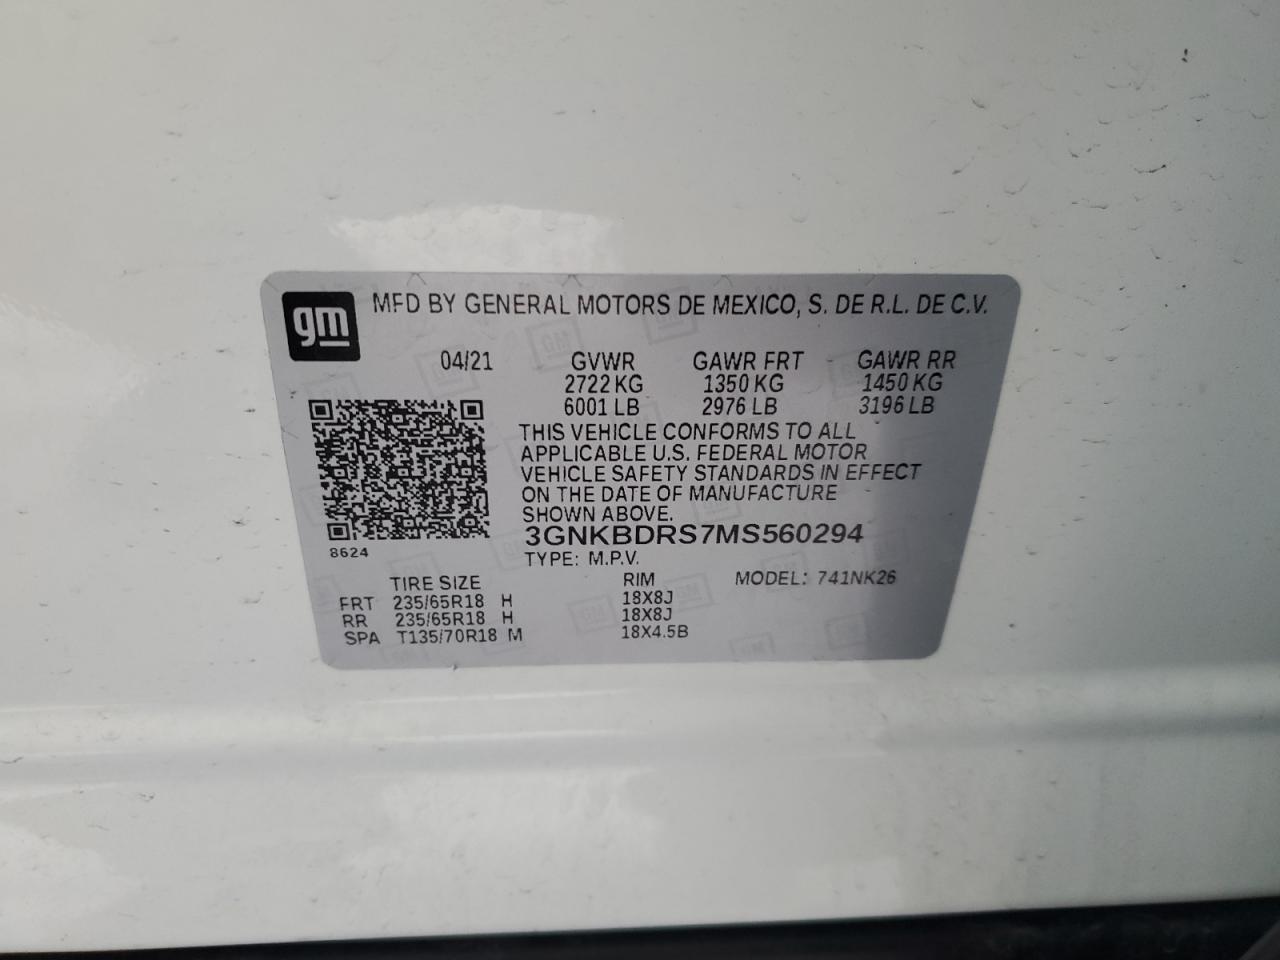 gm
MFD BY GENERAL MOTORS DE MEXICO, S. DE R.L. DE C.V.
04/21 GVWR GAWR FRT GAWR RR
2722 KG 1350 KG 1450 KG
6001 LB 2976 LB 3196 LB
THIS VEHICLE CONFORMS TO ALL
APPLICABLE U.S. FEDERAL MOTOR
VEHICLE SAFETY STANDARDS IN EFFECT
ON THE DATE OF MANUFACTURE
SHOWN ABOVE.
3GNKBDRS7MS560294
8624
TYPE: M.P.V.
TIRE SIZE RIM MODEL: 741NK26
FRT 235/65R18 H 18X8J
RR 235/65R18 H 18X8J
SPA T135/70R18 M 18X4.5B